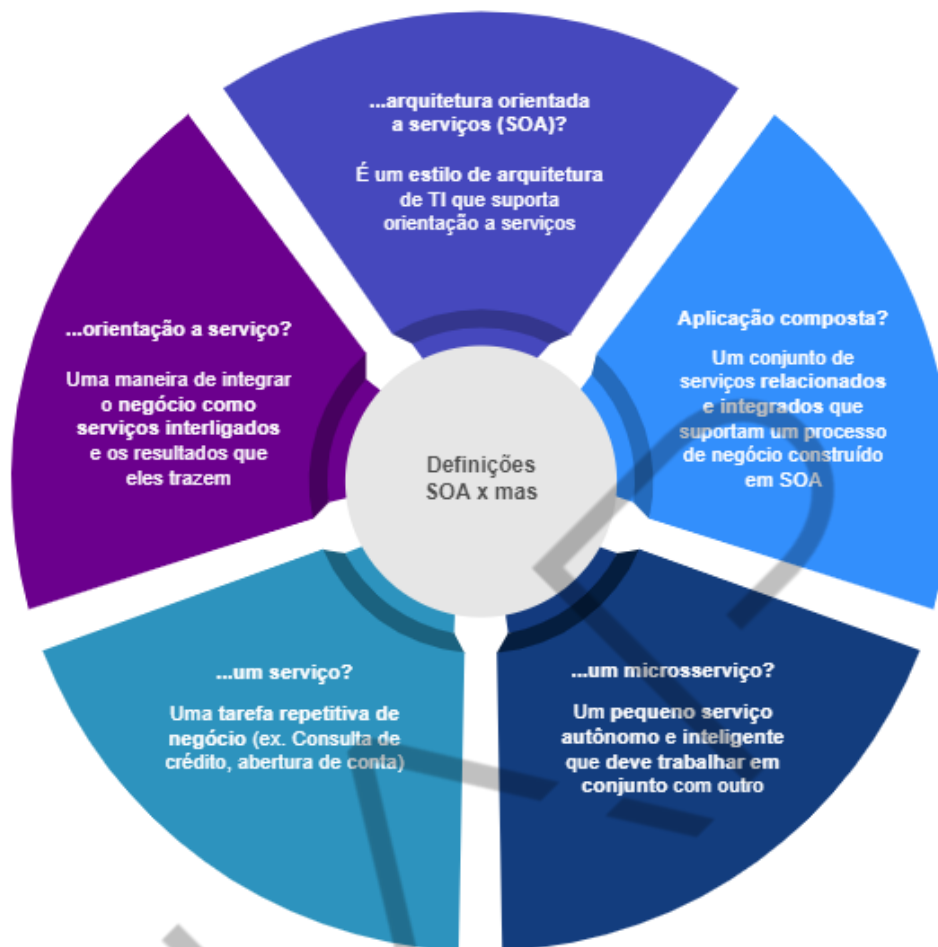 ...arquitetura orientada
a serviços (SOA)?
É um estilo de arquitetura
de TI que suporta
orientação a serviços
Aplicação composta?
Um conjunto de
serviços relacionados
e integrados que
suportam um processo
de negócio construído
em SOA
...um microsserviço?
Um pequeno serviço
autônomo e inteligente
que deve trabalhar em
conjunto com outro
...um serviço?
Uma tarefa repetitiva de
negócio (ex. Consulta de
crédito, abertura de conta)
...orientação a serviço?
Uma maneira de integrar
o negócio como
serviços interligados
e os resultados que
eles trazem
Definições
SOA x mas